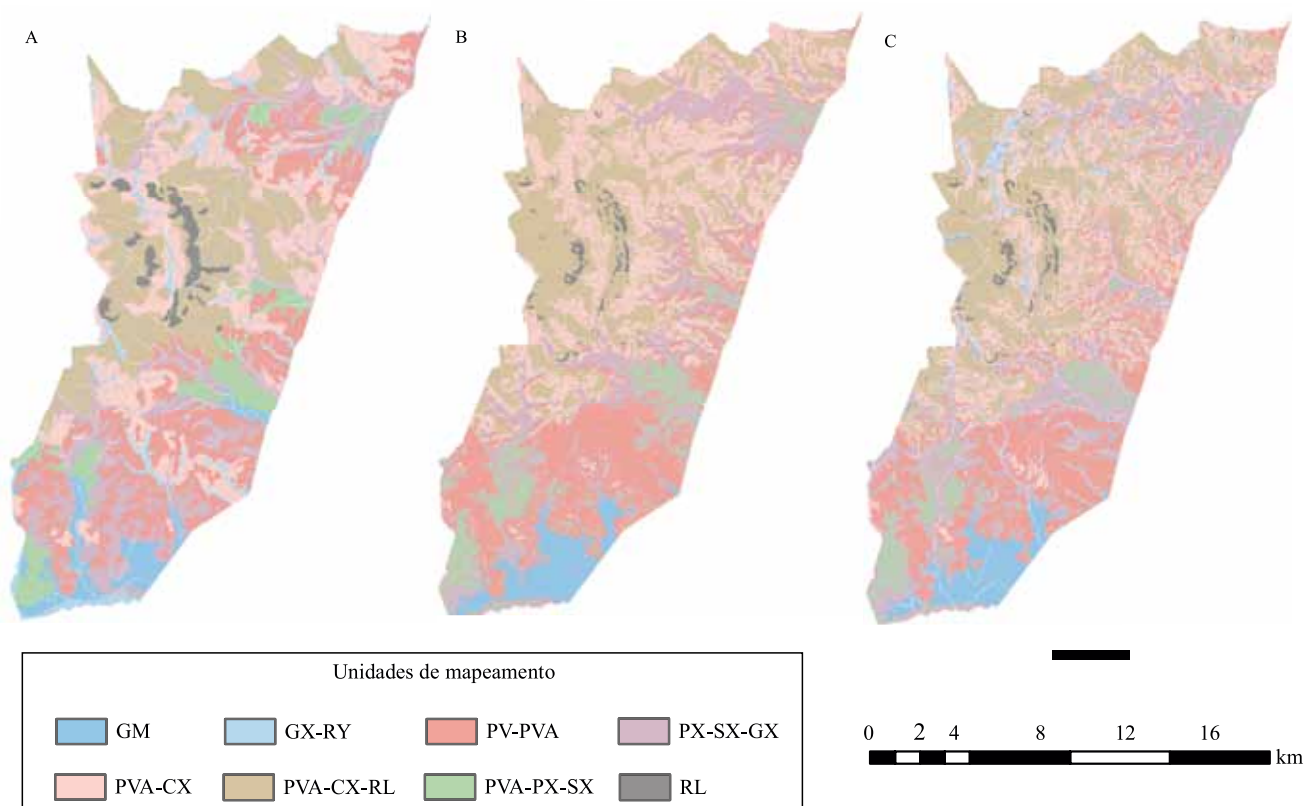 A
B
C
Unidades de mapeamento
GM GX-RY PV-PVA PX-SX-GX
PVA-CX PVA-CX-RL PVA-PX-SX RL
0 2 4 8 12 16
km